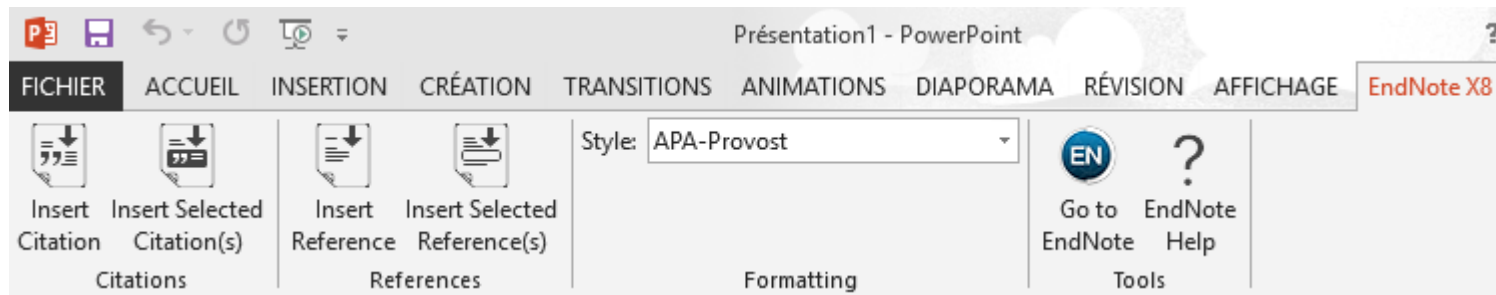 Présentation1 - PowerPoint ?
FICHIER ACCUEIL INSERTION CRÉATION TRANSITIONS ANIMATIONS DIAPORAMA RÉVISION AFFICHAGE EndNote X8
Style: APA-Provost
EN ?
Insert Insert Selected Insert Insert Selected Go to EndNote
Citation Citation(s) Reference Reference(s) EndNote Help
Citations References Formatting Tools